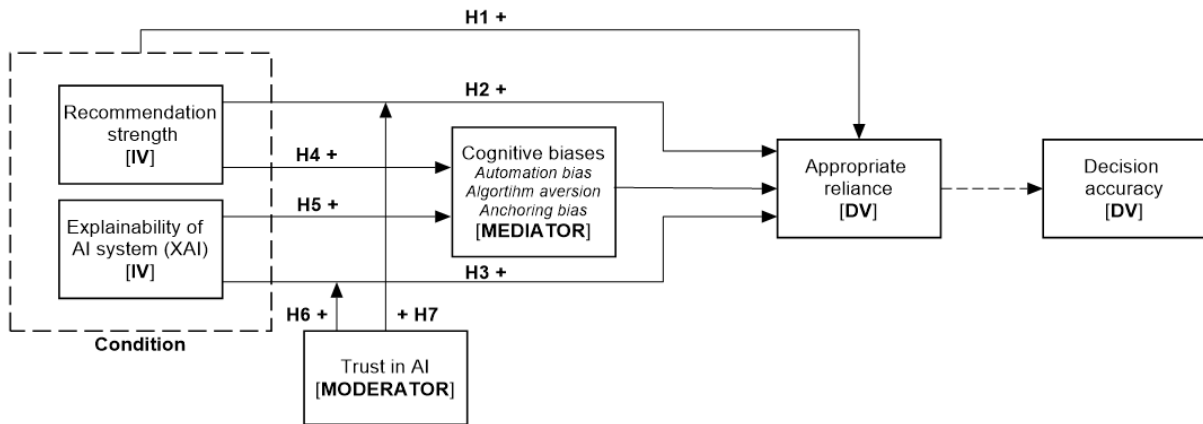 H1 +
Recommendation
strength
[IV]
H2 +
H4 +
Cognitive biases
Automation bias
Algortihm aversion
Anchoring bias
[MEDIATOR]
Appropriate
reliance
[DV]
Decision
accuracy
[DV]
Explainability of
AI system (XAI)
[IV]
H5 +
H3 +
H6 +
+ H7
Condition
Trust in AI
[MODERATOR]